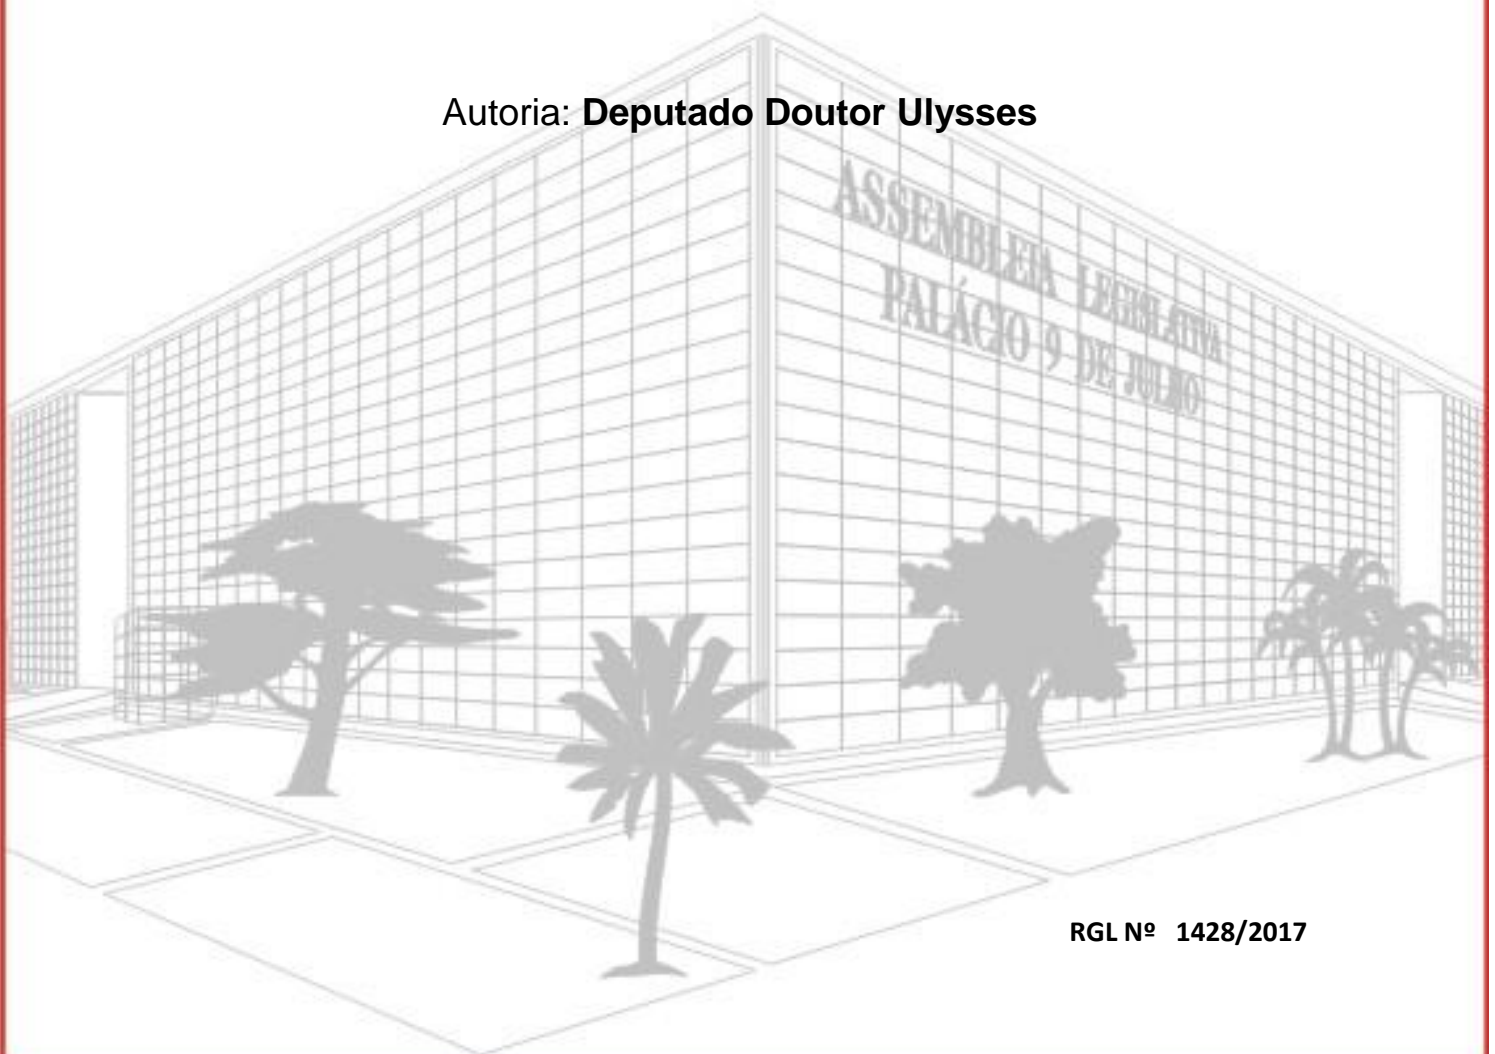 Autoria: Deputado Doutor Ulysses
ASSEMBLEIA LEGISLATIVA
PALÁCIO 9 DE JULHO
RGL Nº 1428/2017